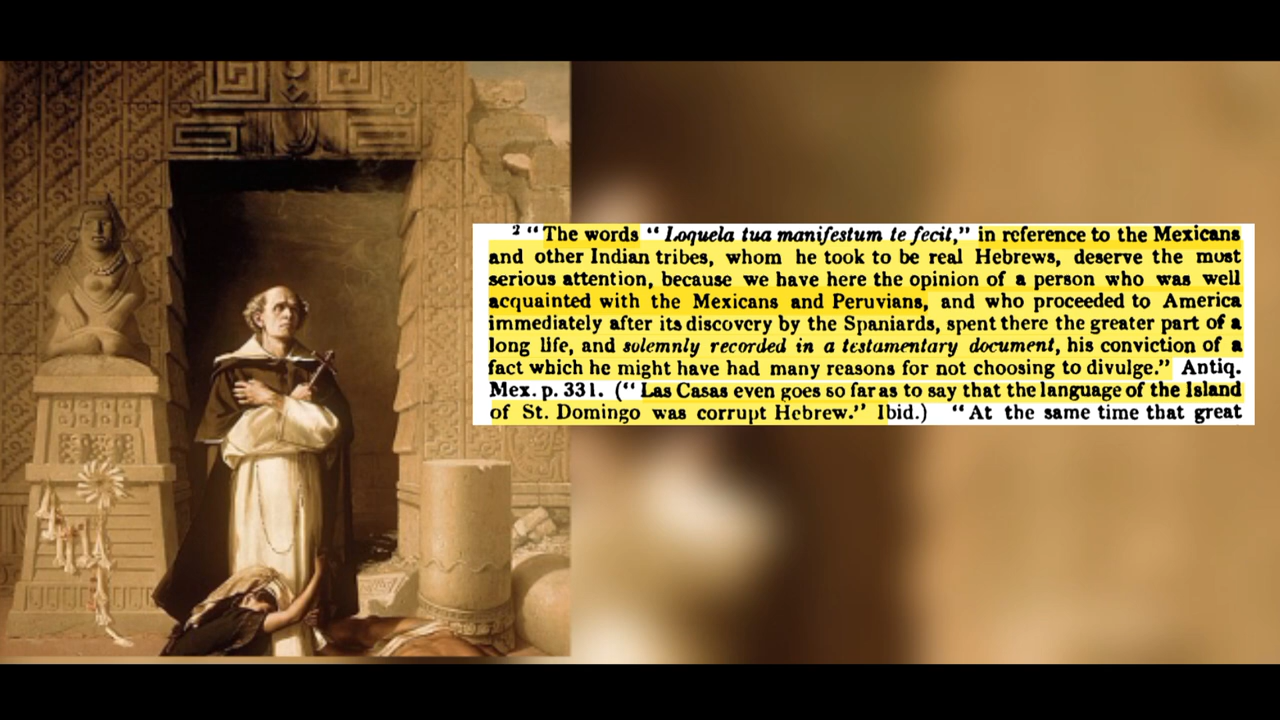 2 “ The words “ Loquela tua manifestum te fecit,” in reference to the Mexicans
and other Indian tribes, whom he took to be real Hebrews, deserve the most
serious attention, because we have here the opinion of a person who was well
acquainted with the Mexicans and Peruvians, and who proceeded to America
immediately after its discovery by the Spaniards, spent there the greater part of a
long life, and solemnly recorded in a testamentary document, his conviction of a
fact which he might have had many reasons for not choosing to divulge.” Antiq.
Mex. p. 331. (“ Las Casas even goes so far as to say that the language of the Island
of St. Domingo was corrupt Hebrew.” Ibid.) “At the same time that great